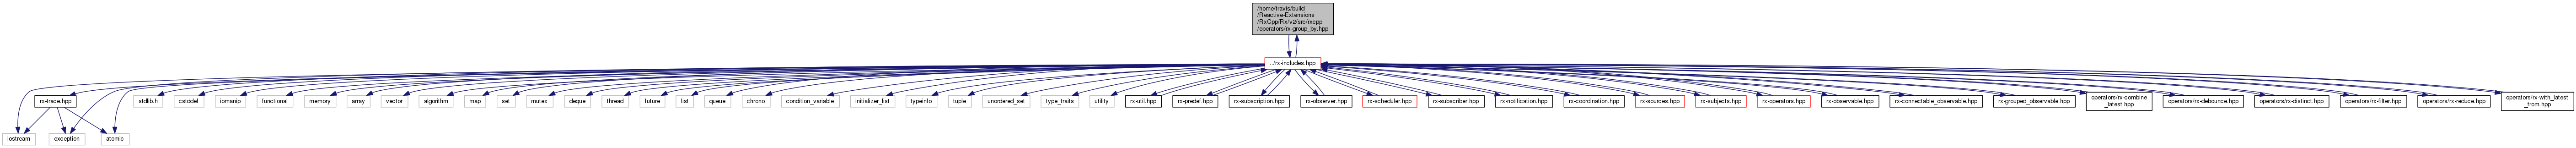 /home/travis/build
/Reactive-Extensions
/RxCpp/Rx/v2/src/rxcpp
/operators/rx-group_by.hpp
../rx-includes.hpp
rx-trace.hpp
stdlib.h
cstddef
iomanip
functional
memory
array
vector
algorithm
map
set
mutex
deque
thread
future
list
queue
chrono
condition_variable
initializer_list
typeinfo
tuple
unordered_set
type_traits
utility
rx-util.hpp
rx-predef.hpp
rx-subscription.hpp
rx-observer.hpp
rx-scheduler.hpp
rx-subscriber.hpp
rx-notification.hpp
rx-coordination.hpp
rx-sources.hpp
rx-subjects.hpp
rx-operators.hpp
rx-observable.hpp
rx-connectable_observable.hpp
rx-grouped_observable.hpp
operators/rx-combine
_latest.hpp
operators/rx-debounce.hpp
operators/rx-distinct.hpp
operators/rx-filter.hpp
operators/rx-reduce.hpp
operators/rx-with_latest
_from.hpp
iostream
exception
atomic